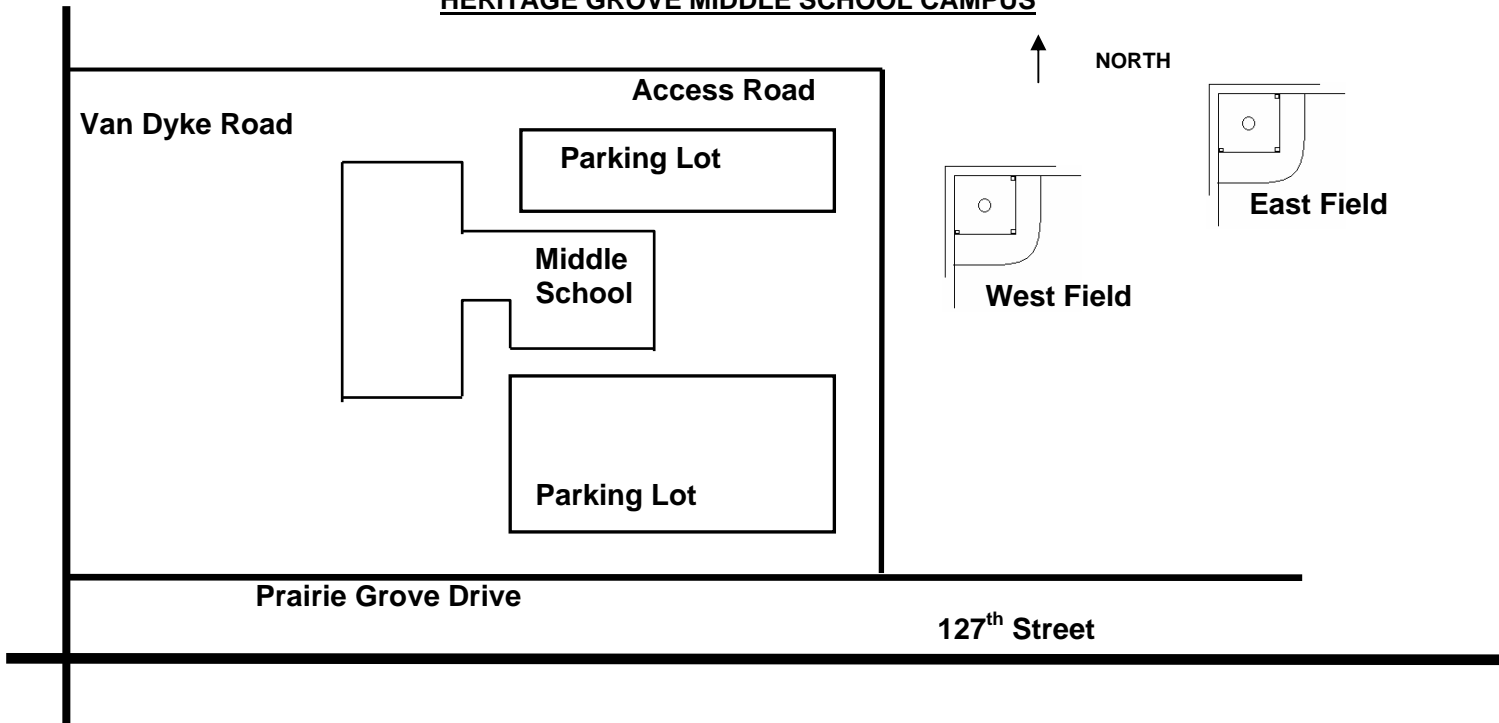 HERITAGE GROVE MIDDLE SCHOOL CAMPUS
NORTH
Access Road
Van Dyke Road
Parking Lot
East Field
Middle
School
West Field
Parking Lot
Prairie Grove Drive
127th Street